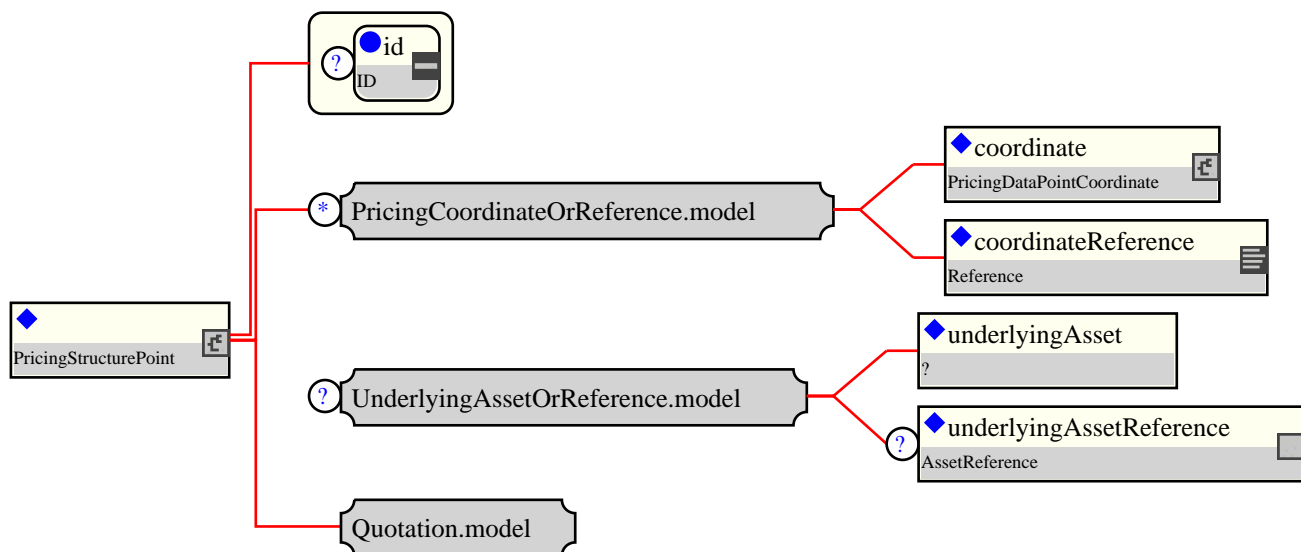 ? id
ID
coordinate
PricingDataPointCoordinate
* PricingCoordinateOrReference.model
coordinateReference
Reference
PricingStructurePoint
underlyingAsset
?
? UnderlyingAssetOrReference.model
? underlyingAssetReference
AssetReference
Quotation.model